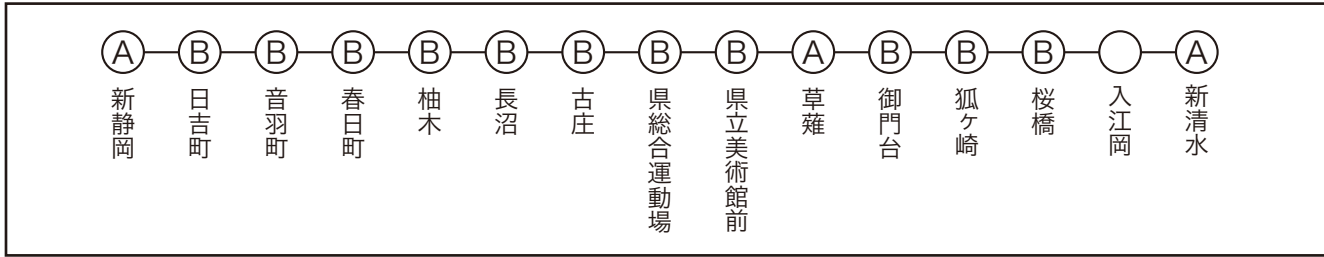 A B B B B B B B B A B B B A
新静岡
日吉町
音羽町
春日町
柚木
長沼
古庄
県総合運動場
県立美術館前
草薙
御門台
狐ヶ崎
桜橋
入江岡
新清水